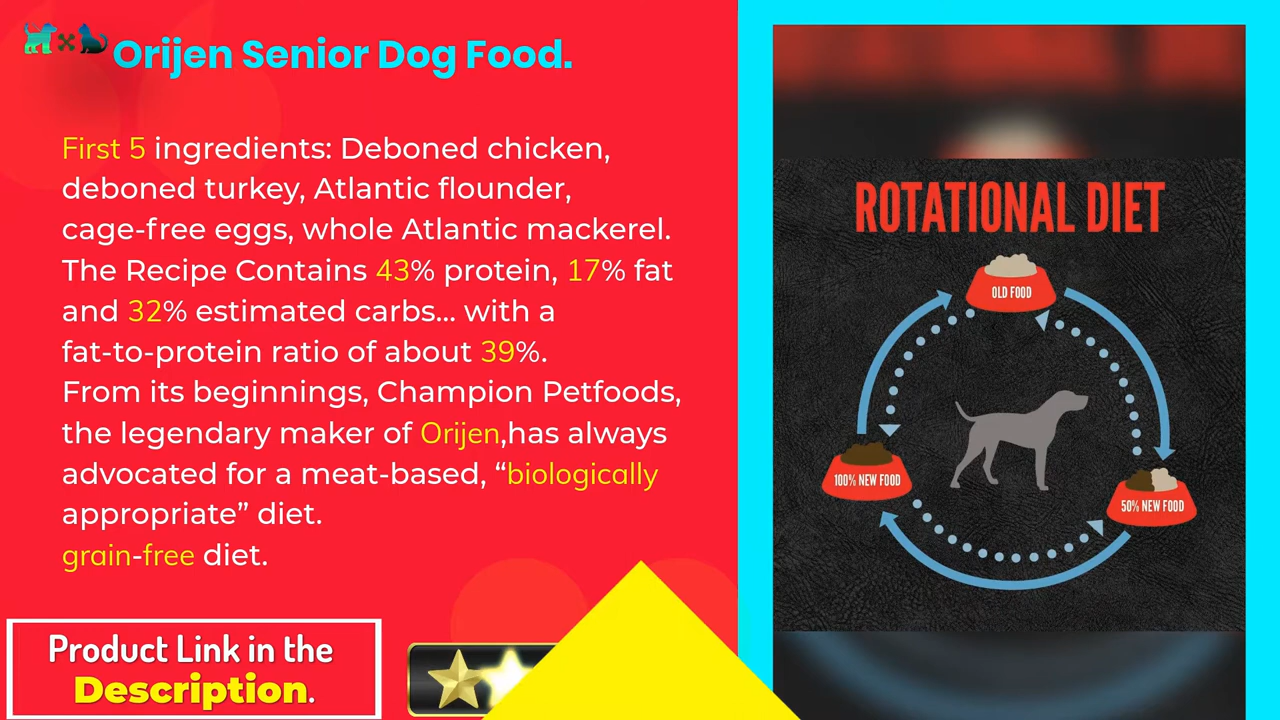 Orijen Senior Dog Food.
First 5 ingredients: Deboned chicken,
deboned turkey, Atlantic flounder,
cage-free eggs, whole Atlantic mackerel.
The Recipe Contains 43% protein, 17% fat
and 32% estimated carbs... with a
fat-to-protein ratio of about 39%.
From its beginnings, Champion Petfoods,
the legendary maker of Orijen,has always
advocated for a meat-based, “biologically
appropriate” diet.
grain-free diet.
Product Link in the
Description.
ROTATIONAL DIET
OLD FOOD
100% NEW FOOD
50% NEW FOOD